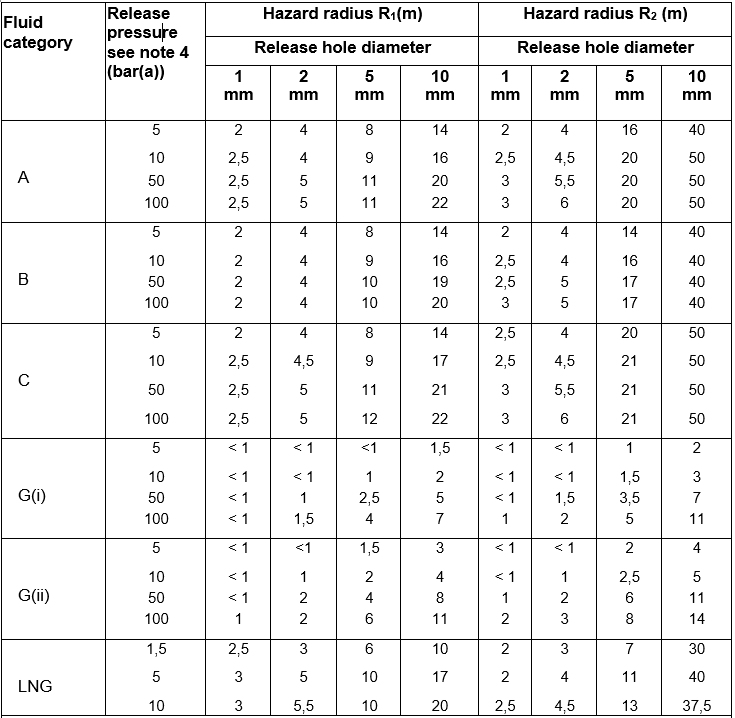 Fluid category Release pressure see note 4 (bar(a)) Hazard radius R₁(m) Hazard radius R₂ (m)
Release hole diameter Release hole diameter
1 mm 2 mm 5 mm 10 mm 1 mm 2 mm 5 mm 10 mm
A 5 2 4 8 14 2 4 16 40
10 2,5 4 9 16 2,5 4,5 20 50
50 2,5 5 11 20 3 5,5 20 50
100 2,5 5 11 22 3 6 20 50
B 5 2 4 8 14 2 4 14 40
10 2 4 9 16 2,5 4 16 40
50 2 4 10 19 2,5 5 17 40
100 2 4 10 20 3 5 17 40
C 5 2 4 8 14 2,5 4 20 50
10 2,5 4,5 9 17 2,5 4,5 21 50
50 2,5 5 11 21 3 5,5 21 50
100 2,5 5 12 22 3 6 21 50
G(i) 5 < 1 < 1 <1 1,5 < 1 < 1 1 2
10 < 1 < 1 1 2 < 1 < 1 1,5 3
50 < 1 1 2,5 5 < 1 1,5 3,5 7
100 < 1 1,5 4 7 1 2 5 11
G(ii) 5 < 1 <1 1,5 3 < 1 < 1 2 4
10 < 1 1 2 4 < 1 1 2,5 5
50 < 1 2 4 8 1 2 6 11
100 1 2 6 11 2 3 8 14
LNG 1,5 2,5 3 6 10 2 3 7 30
5 3 5 10 17 2 4 11 40
10 3 5,5 10 20 2,5 4,5 13 37,5